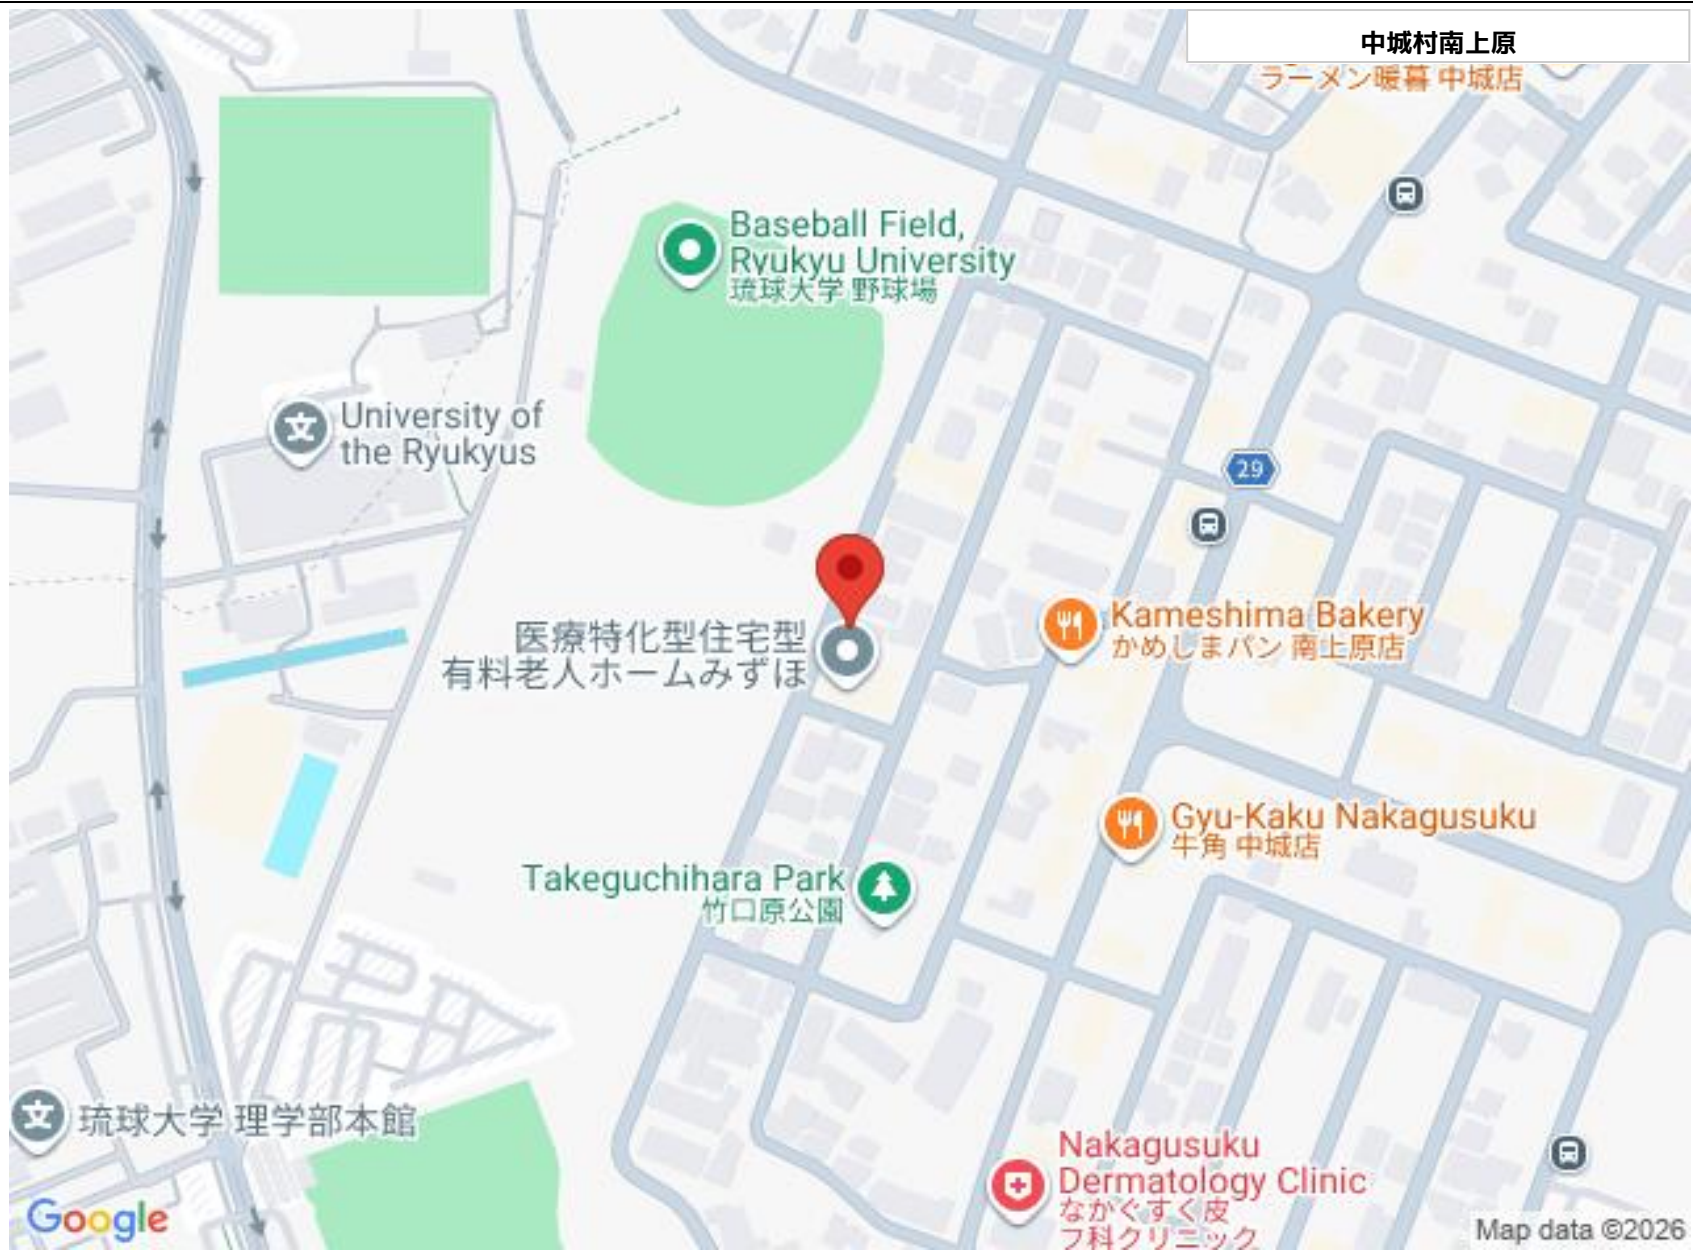 中城村南上原
ラーメン暖暮 中城店
Baseball Field,
Ryukyu University
琉球大学 野球場
University of
the Ryukyus
29
医療特化型住宅型
有料老人ホームみずほ
Kameshima Bakery
かめしまパン 南上原店
Gyu-Kaku Nakagusuku
牛角 中城店
Takeguchihara Park
竹口原公園
琉球大学 理学部本館
Nakagusuku
Dermatology Clinic
なかぐすく皮
フ科クリニック
Google
Map data ©2026